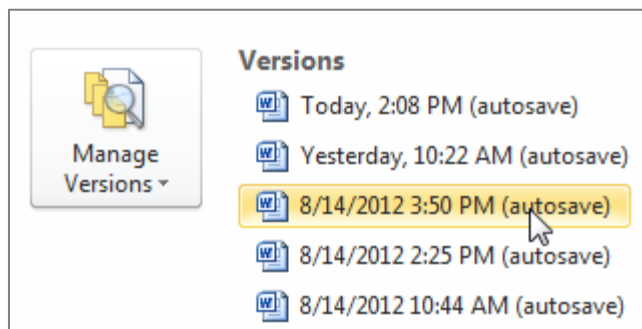 Manage
Versions
Versions
Today, 2:08 PM (autosave)
Yesterday, 10:22 AM (autosave)
8/14/2012 3:50 PM (autosave)
8/14/2012 2:25 PM (autosave)
8/14/2012 10:44 AM (autosave)